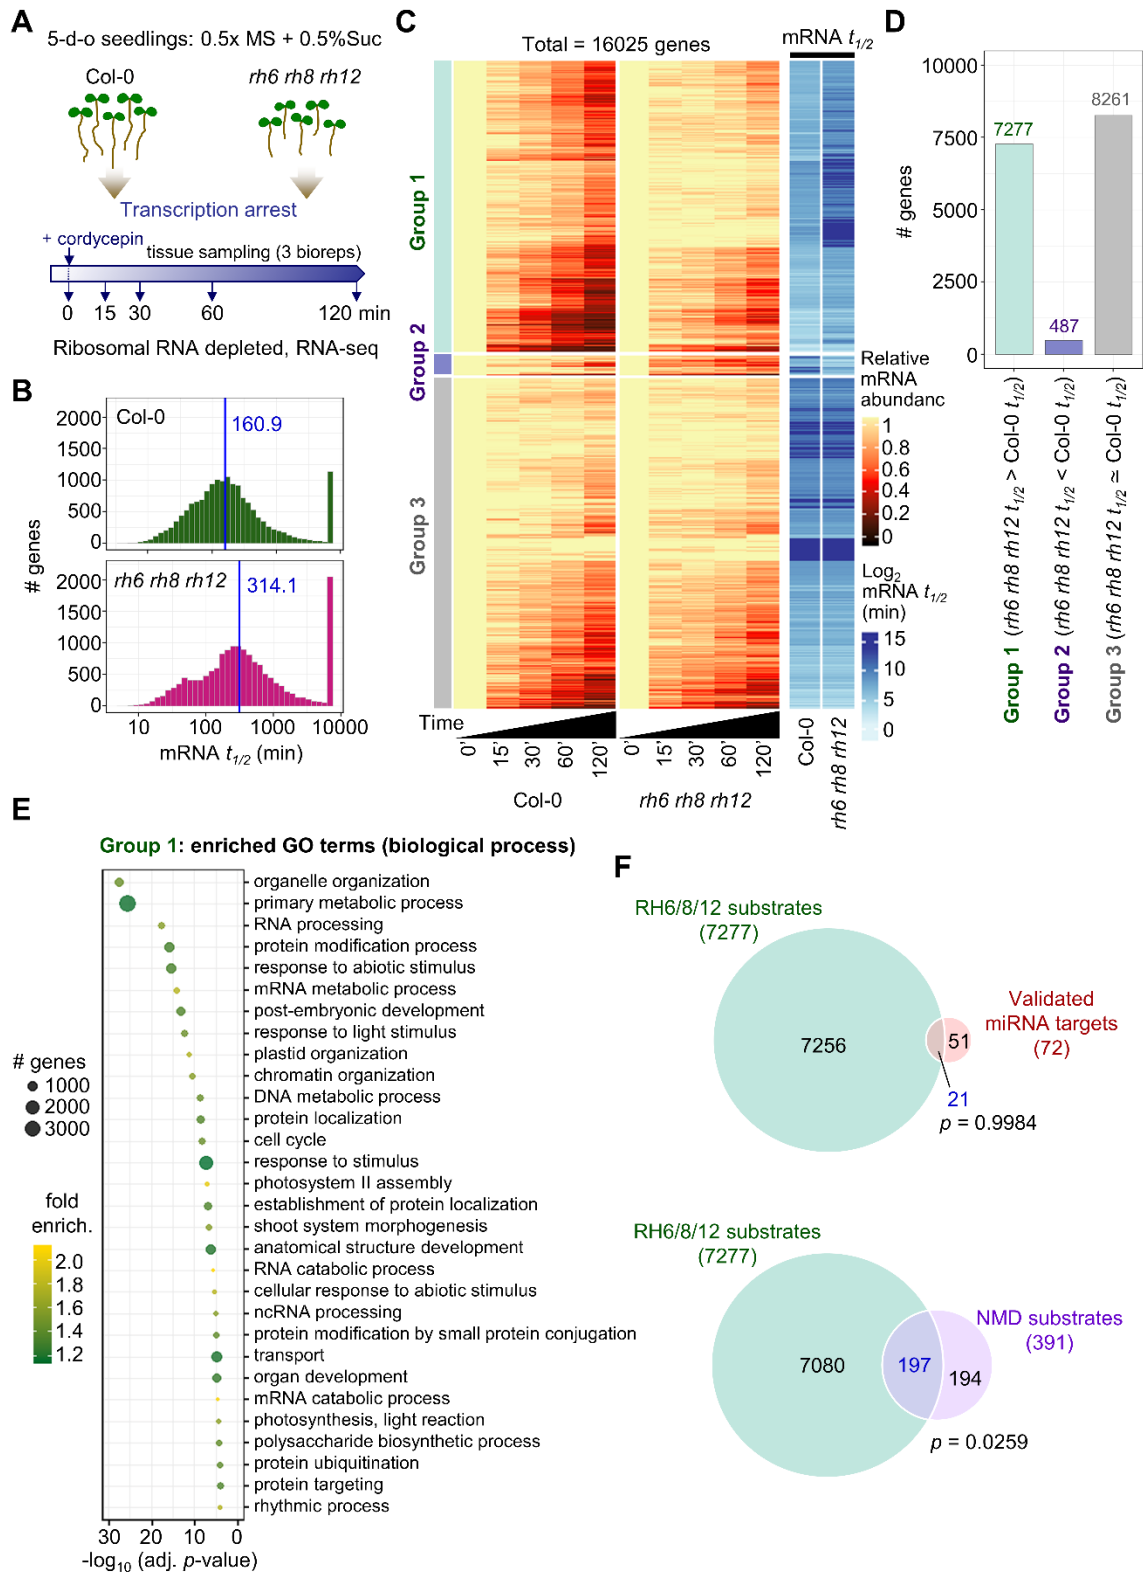 A
5-d-o seedlings: 0.5x MS + 0.5%Suc
Col-0
rh6 rh8 rh12
Transcription arrest
+ cordycepin
tissue sampling (3 bioreps)
0 15 30 60 120 min
Ribosomal RNA depleted, RNA-seq
B
# genes
Col-0
160.9
2000
1500
1000
500
0
rh6 rh8 rh12
314.1
2000
1500
1000
500
0
10 100 1000 10000
mRNA t1/2 (min)
C
Total = 16025 genes
mRNA t1/2
Group 1
Group 2
Group 3
Time
0' 15' 30' 60' 120'
0' 15' 30' 60' 120'
Col-0
rh6 rh8 rh12
Col-0
rh6 rh8 rh12
Relative
mRNA
abundanc
1
0.8
0.6
0.4
0.2
0
Log2
mRNA t1/2
(min)
15
10
5
0
D
# genes
10000
7500
5000
2500
0
7277
487
8261
Group 1 (rh6 rh8 rh12 t1/2 > Col-0 t1/2)
Group 2 (rh6 rh8 rh12 t1/2 < Col-0 t1/2)
Group 3 (rh6 rh8 rh12 t1/2 ≃ Col-0 t1/2)
E
Group 1: enriched GO terms (biological process)
organelle organization
primary metabolic process
RNA processing
protein modification process
response to abiotic stimulus
mRNA metabolic process
post-embryonic development
response to light stimulus
plastid organization
chromatin organization
DNA metabolic process
protein localization
cell cycle
response to stimulus
photosystem II assembly
establishment of protein localization
shoot system morphogenesis
anatomical structure development
RNA catabolic process
cellular response to abiotic stimulus
ncRNA processing
protein modification by small protein conjugation
transport
organ development
mRNA catabolic process
photosynthesis, light reaction
polysaccharide biosynthetic process
protein ubiquitination
protein targeting
rhythmic process
# genes
1000
2000
3000
fold
enrich.
2.0
1.8
1.6
1.4
1.2
30 20 10 0
-log10 (adj. p-value)
F
RH6/8/12 substrates
(7277)
Validated
miRNA targets
(72)
7256
51
21
p = 0.9984
RH6/8/12 substrates
(7277)
NMD substrates
(391)
7080
197
194
p = 0.0259